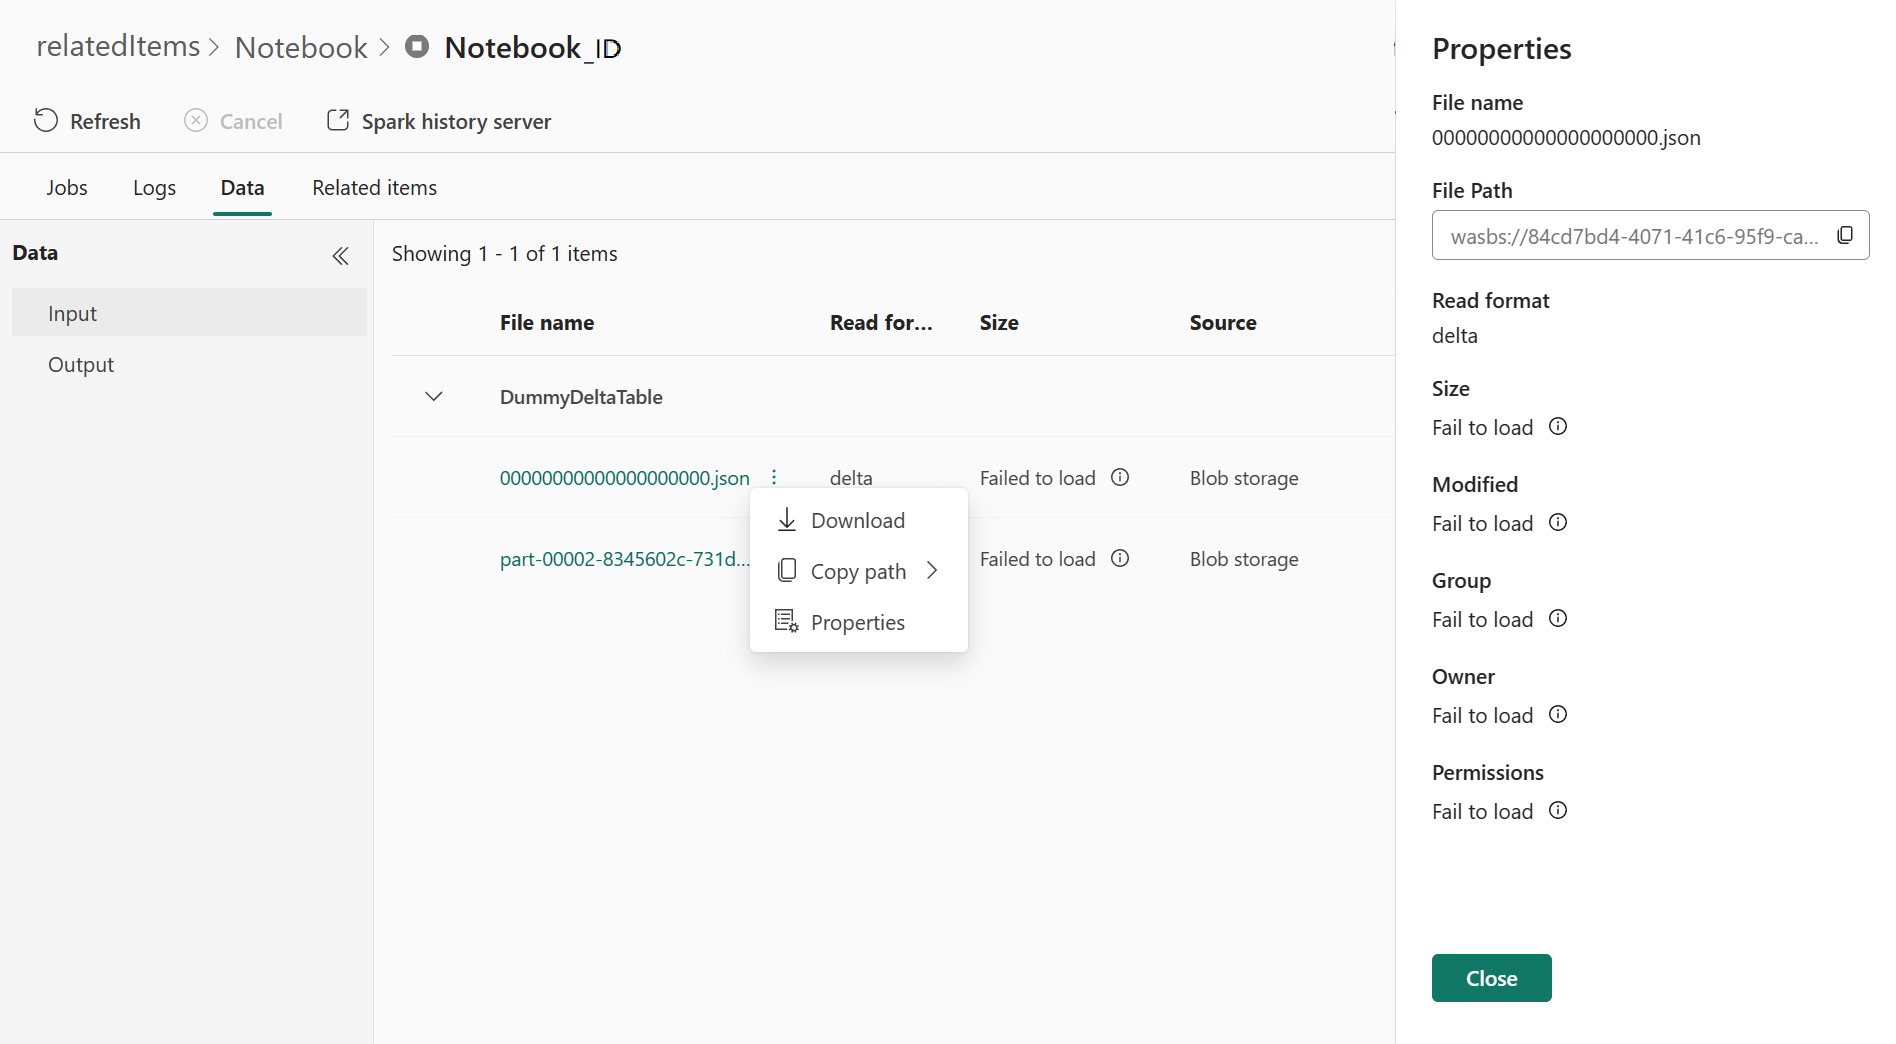 relatedItems > Notebook > Notebook_ID
Refresh Cancel Spark history server
Jobs Logs Data Related items
Data
Input
Output
Showing 1 - 1 of 1 items
File name Read for... Size Source
DummyDeltaTable
00000000000000000000.json delta Failed to load Blob storage
part-00002-8345602c-731d... Failed to load Blob storage
Download
Copy path
Properties
Properties
File name
00000000000000000000.json
File Path
wasbs://84cd7bd4-4071-41c6-95f9-ca...
Read format
delta
Size
Fail to load
Modified
Fail to load
Group
Fail to load
Owner
Fail to load
Permissions
Fail to load
Close